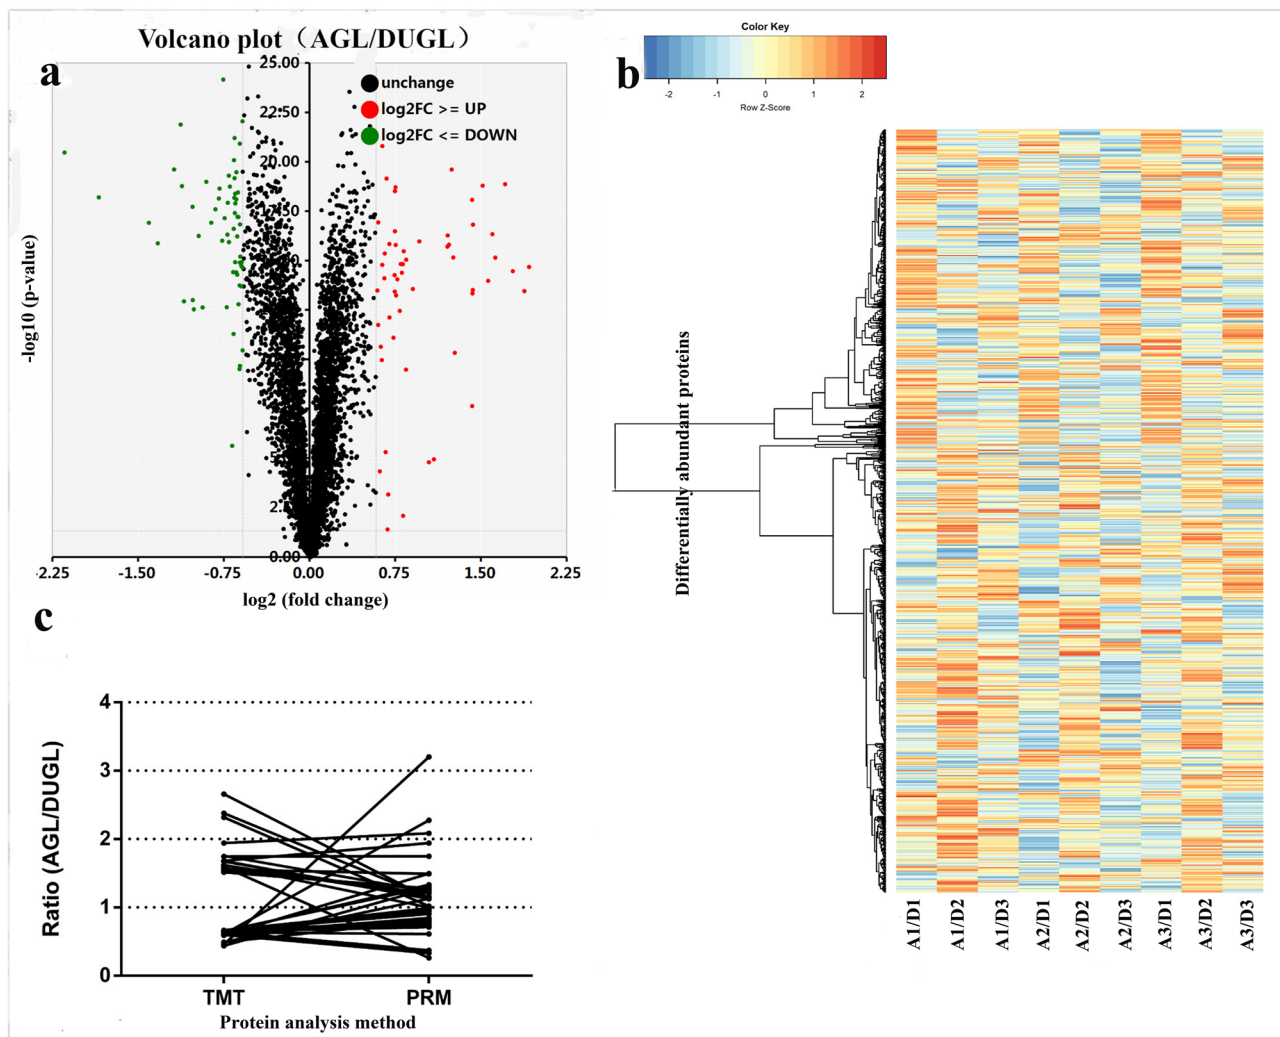 Volcano plot（AGL/DUGL）
a
25.00
unchange
22.50
log2FC >= UP
log2FC <= DOWN
20.00
-log10 (p-value)
0.00
-2.25
-1.50
-0.75
0.00
0.75
1.50
2.25
log2 (fold change)
b
Color Key
-2
-1
0
1
2
Row Z-Score
Differentially abundant proteins
A1/D1
A1/D2
A1/D3
A2/D1
A2/D2
A2/D3
A3/D1
A3/D2
A3/D3
c
4
3
2
1
0
Ratio (AGL/DUGL)
TMT
PRM
Protein analysis method